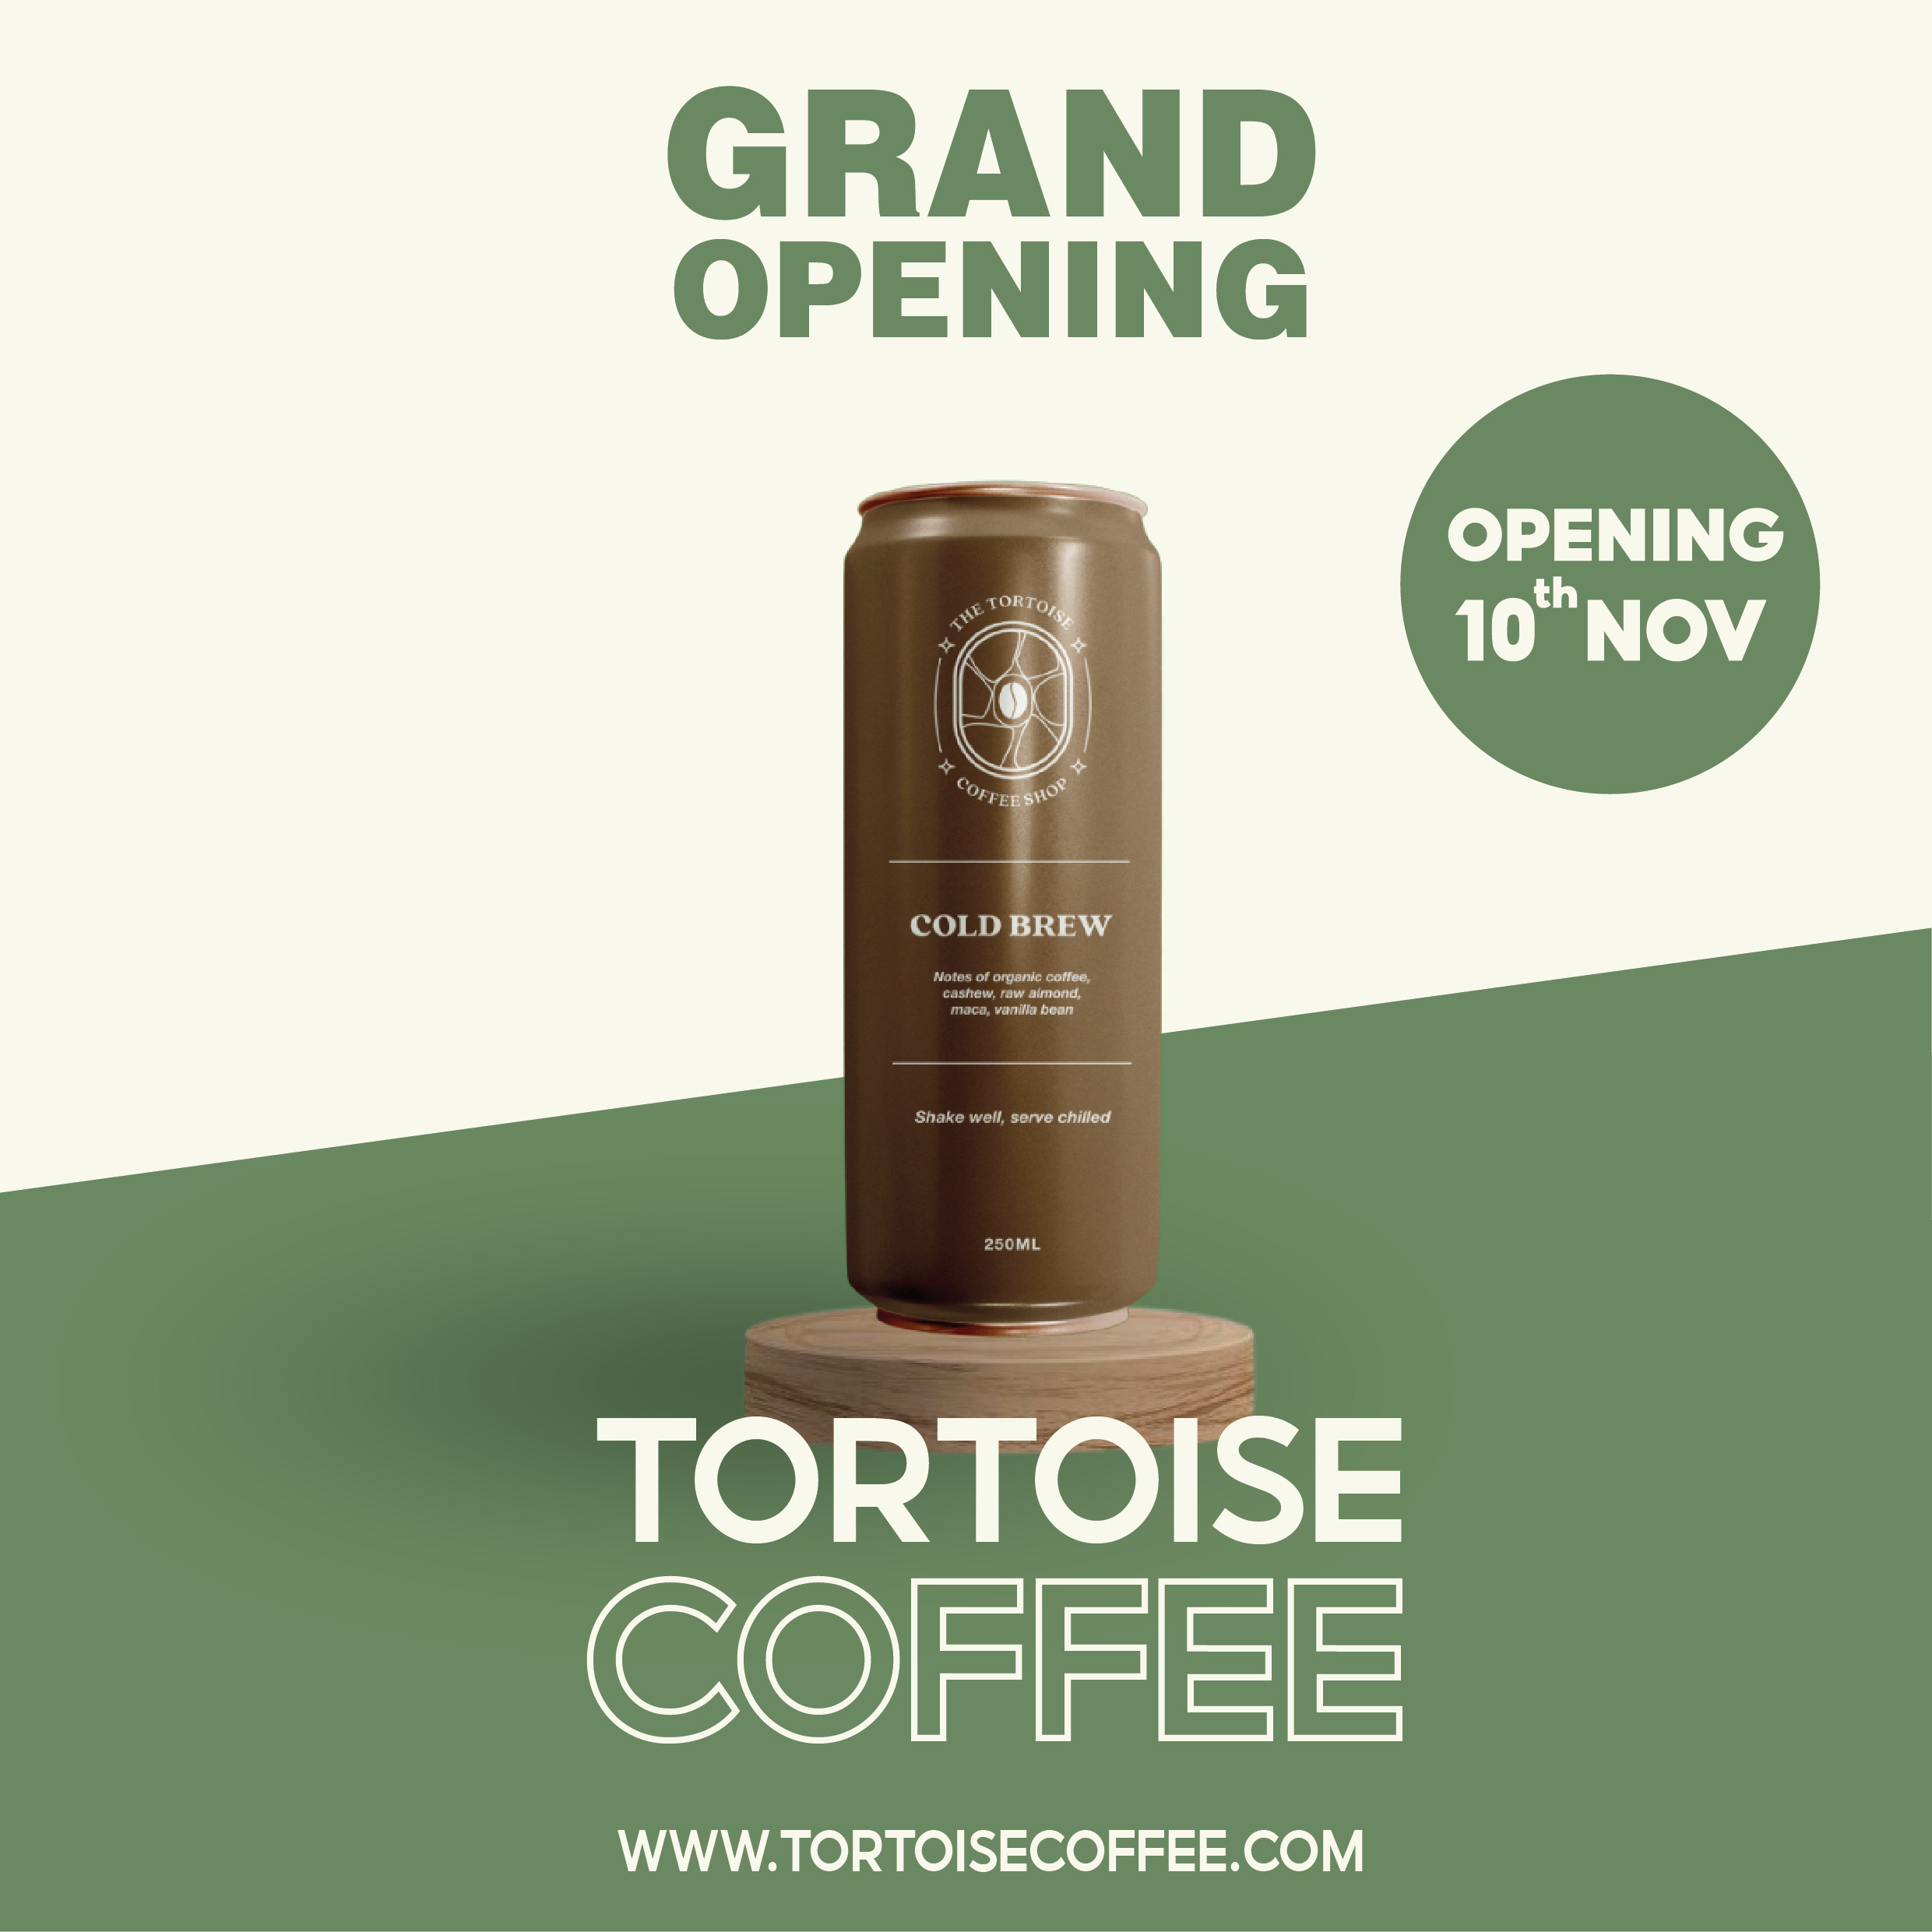 GRAND
OPENING
OPENING
10th NOV
THE TORTOISE
COFFEE SHOP
COLD BREW
Notes of organic coffee,
cashew, raw almond,
maca, vanilla bean
Shake well, serve chilled
250ML
TORTOISE
COFFEE
WWW.TORTOISECOFFEE.COM